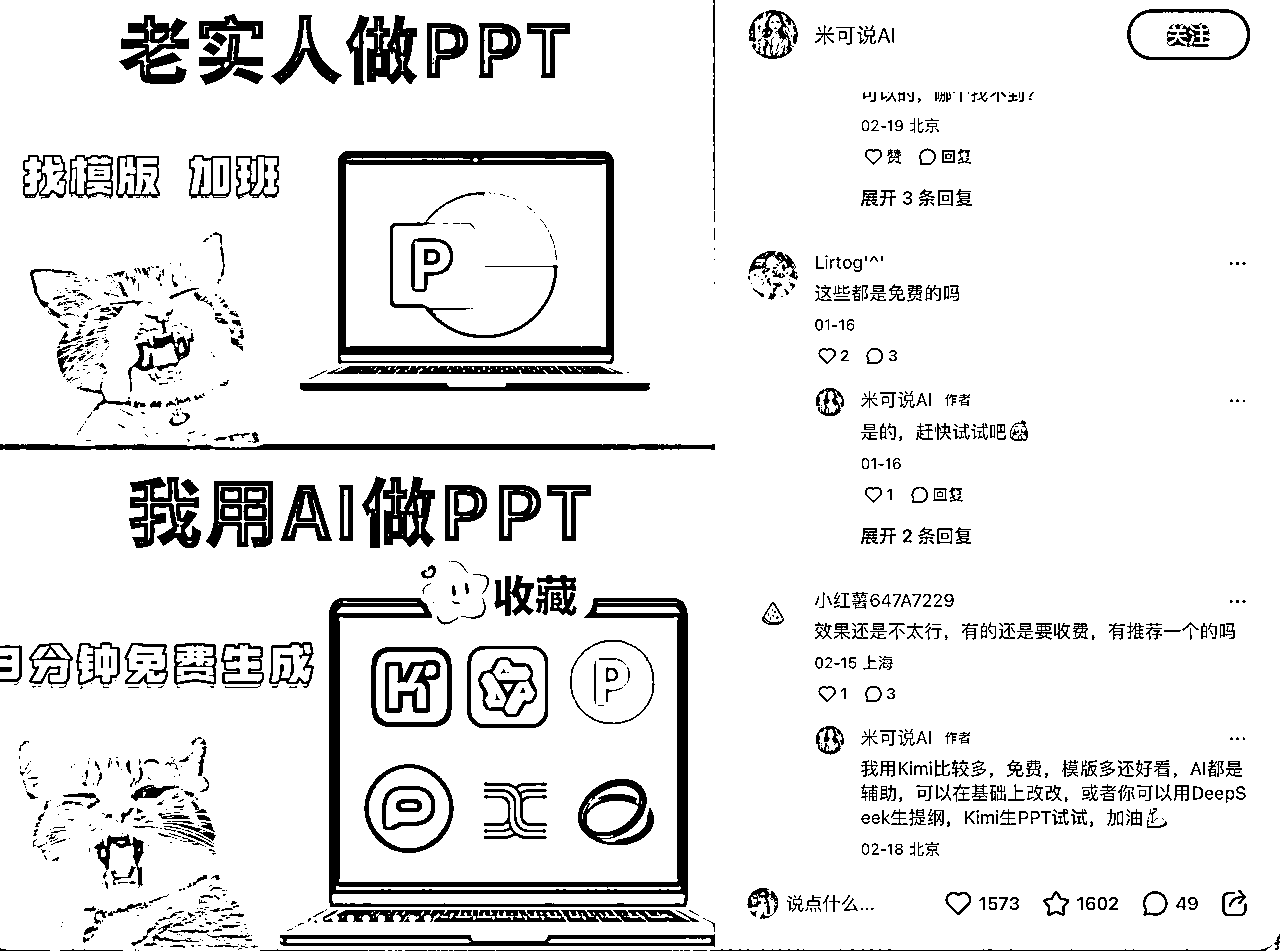 老实人做PPT
找模版 加班
P
我用AI做PPT
收藏
3分钟免费生成
K
P
米可说AI
关注
可以的，哪个找不到？
02-19 北京
赞 回复
展开 3 条回复
Lirtog'^'
这些都是免费的吗
01-16
2 3
米可说AI 作者
是的，赶快试试吧
01-16
1 回复
展开 2 条回复
小红薯647A7229
效果还是不太行，有的还是要收费，有推荐一个的吗
02-15 上海
1 3
米可说AI 作者
我用Kimi比较多，免费，模版多还好看，AI都是
辅助，可以在基础上改改，或者你可以用DeepS
eek生提纲，Kimi生PPT试试，加油
02-18 北京
说点什么... 1573 1602 49